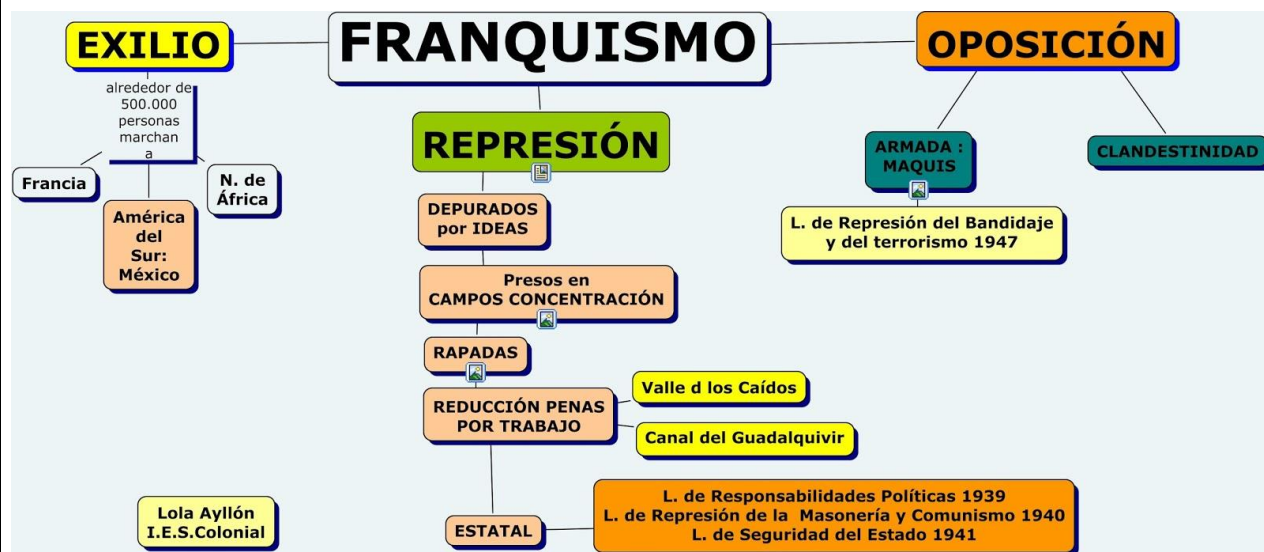 FRANQUISMO
EXILIO
alrededor de
500.000
personas
marchan
a
Francia
América
del
Sur:
México
N. de
África
REPRESIÓN
DEPURADOS
por IDEAS
Presos en
CAMPOS CONCENTRACIÓN
RAPADAS
REDUCCIÓN PENAS
POR TRABAJO
Valle d los Caídos
Canal del Guadalquivir
ESTATAL
L. de Responsabilidades Políticas 1939
L. de Represión de la Masonería y Comunismo 1940
L. de Seguridad del Estado 1941
OPOSICIÓN
ARMADA :
MAQUIS
L. de Represión del Bandidaje
y del terrorismo 1947
CLANDESTINIDAD
Lola Ayllón
I.E.S.Colonial